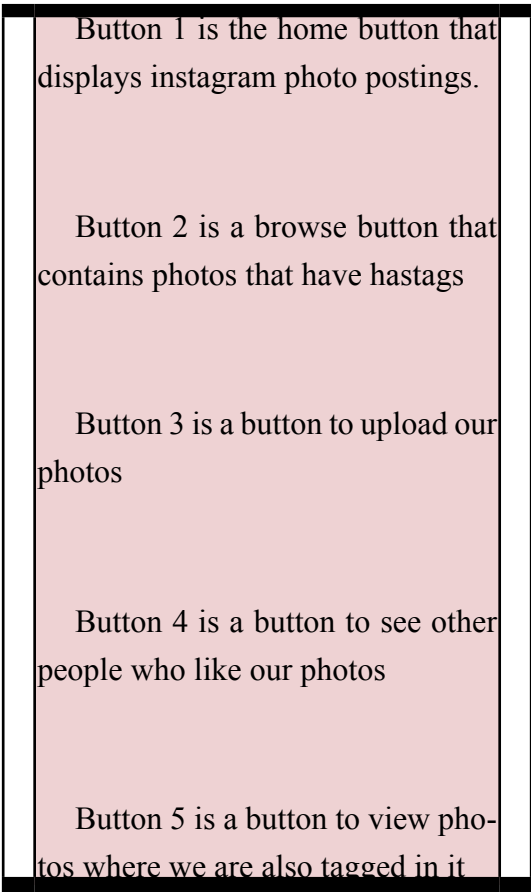 Button 1 is the home button that
displays instagram photo postings.
Button 2 is a browse button that
contains photos that have hastags
Button 3 is a button to upload our
photos
Button 4 is a button to see other
people who like our photos
Button 5 is a button to view pho-
tos where we are also tagged in it